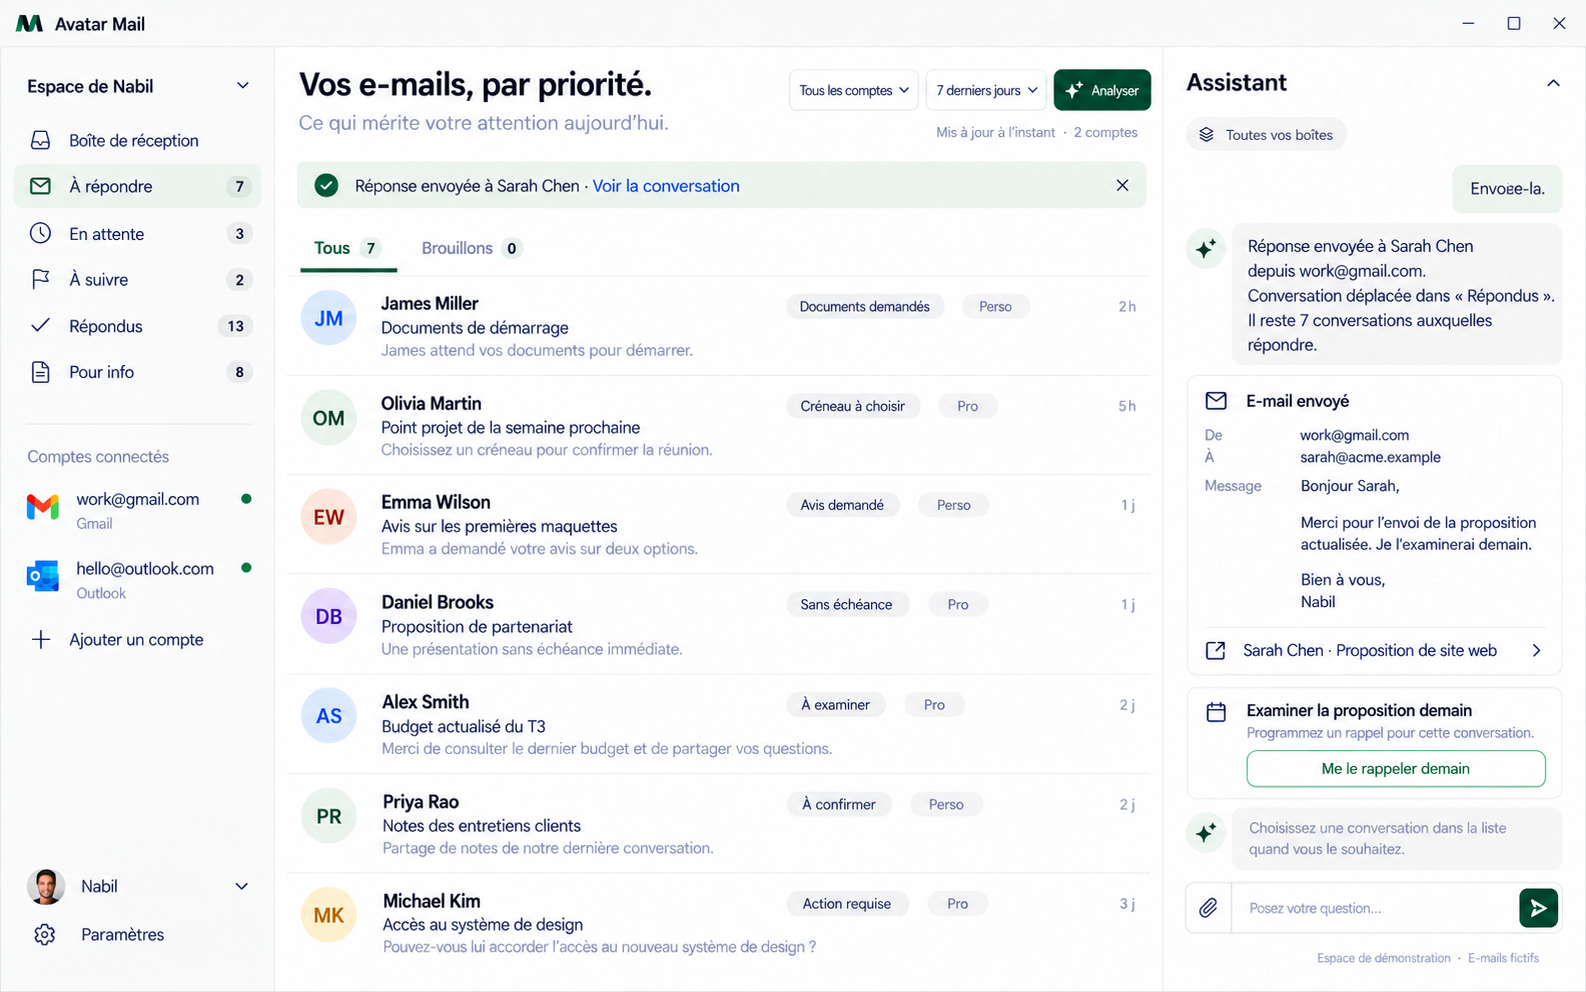 Avatar Mail
Espace de Nabil
Boîte de réception
À répondre 7
En attente 3
À suivre 2
Répondus 13
Pour info 8
Comptes connectés
work@gmail.com
Gmail
hello@outlook.com
Outlook
Ajouter un compte
Nabil
Paramètres
Vos e-mails, par priorité.
Ce qui mérite votre attention aujourd’hui.
Tous les comptes
7 derniers jours
Analyser
Mis à jour à l’instant · 2 comptes
Réponse envoyée à Sarah Chen · Voir la conversation
Tous 7
Brouillons 0
JM
James Miller
Documents demandés
Perso
2 h
Documents de démarrage
James attend vos documents pour démarrer.
OM
Olivia Martin
Créneau à choisir
Pro
5 h
Point projet de la semaine prochaine
Choisissez un créneau pour confirmer la réunion.
EW
Emma Wilson
Avis demandé
Perso
1 j
Avis sur les premières maquettes
Emma a demandé votre avis sur deux options.
DB
Daniel Brooks
Sans échéance
Pro
1 j
Proposition de partenariat
Une présentation sans échéance immédiate.
AS
Alex Smith
À examiner
Pro
2 j
Budget actualisé du T3
Merci de consulter le dernier budget et de partager vos questions.
PR
Priya Rao
À confirmer
Perso
2 j
Notes des entretiens clients
Partage de notes de notre dernière conversation.
MK
Michael Kim
Action requise
Pro
3 j
Accès au système de design
Pouvez-vous lui accorder l’accès au nouveau système de design ?
Assistant
Toutes vos boîtes
Envoie-la.
Réponse envoyée à Sarah Chen
depuis work@gmail.com.
Conversation déplacée dans « Répondus ».
Il reste 7 conversations auxquelles
répondre.
E-mail envoyé
De work@gmail.com
À sarah@acme.example
Message Bonjour Sarah,
Merci pour l’envoi de la proposition
actualisée. Je l’examinerai demain.
Bien à vous,
Nabil
Sarah Chen · Proposition de site web
Examiner la proposition demain
Programmez un rappel pour cette conversation.
Me le rappeler demain
Choisissez une conversation dans la liste
quand vous le souhaitez.
Posez votre question...
Espace de démonstration · E-mails fictifs